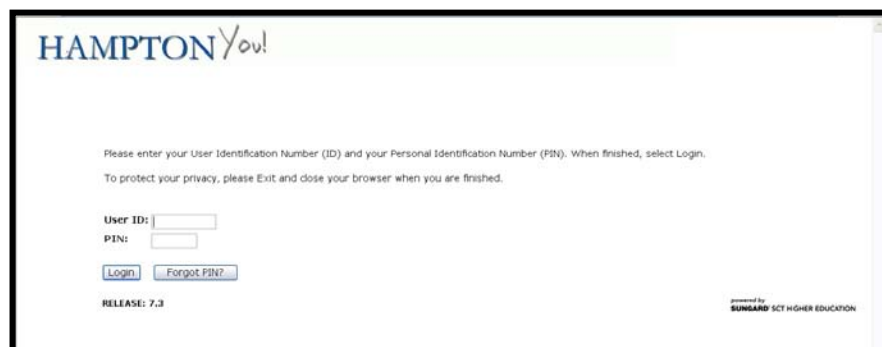 HAMPTON You!
Please enter your User Identification Number (ID) and your Personal Identification Number (PIN). When finished, select Login.
To protect your privacy, please Exit and close your browser when you are finished.
User ID:
PIN:
Login Forgot PIN?
RELEASE: 7.3
powered by
SUNGARD SCT HIGHER EDUCATION